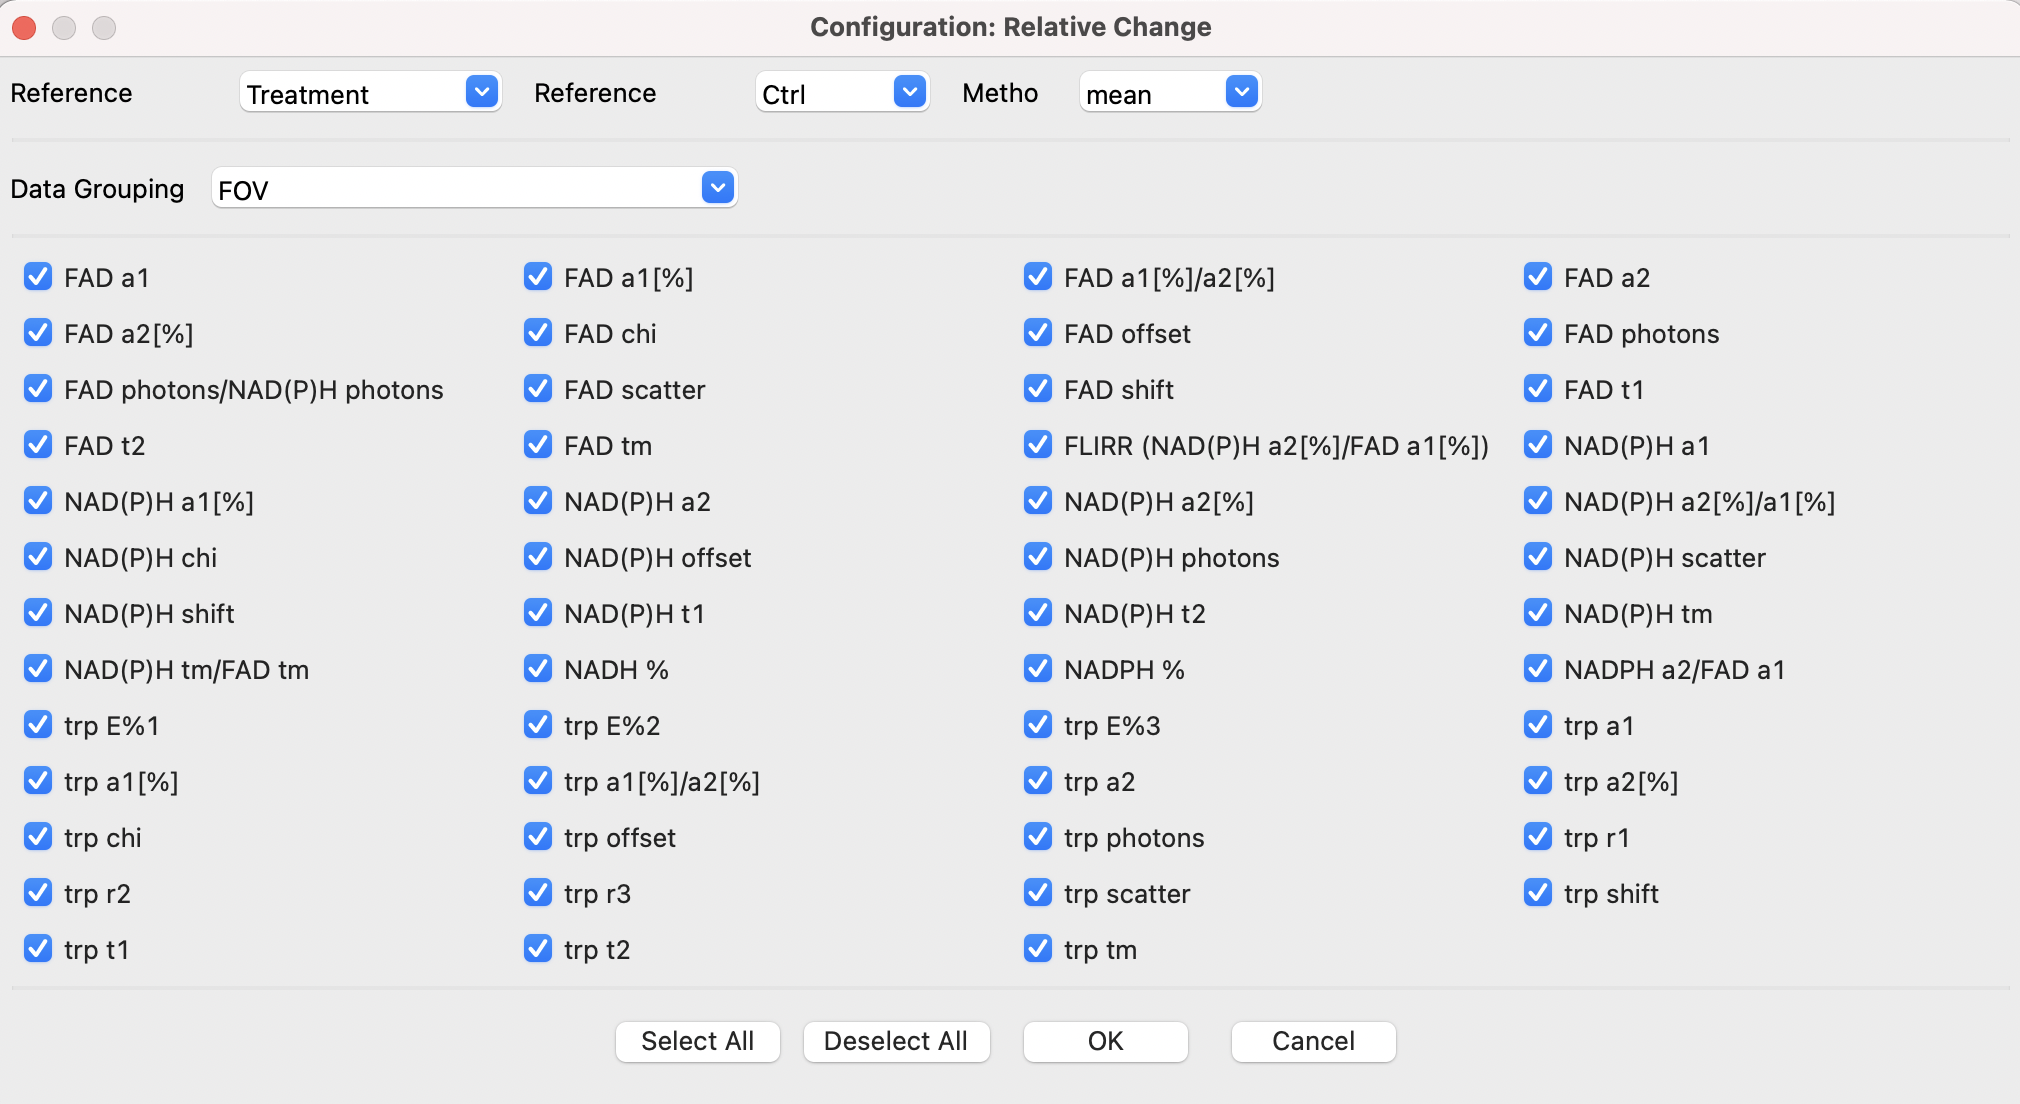 Configuration: Relative Change
Reference Treatment Reference Ctrl Metho mean
Data Grouping FOV
FAD a1 FAD a1[%] FAD a1[%]/a2[%] FAD a2
FAD a2[%] FAD chi FAD offset FAD photons
FAD photons/NAD(P)H photons FAD scatter FAD shift FAD t1
FAD t2 FAD tm FLIRR (NAD(P)H a2[%]/FAD a1[%]) NAD(P)H a1
NAD(P)H a1[%] NAD(P)H a2 NAD(P)H a2[%] NAD(P)H a2[%]/a1[%]
NAD(P)H chi NAD(P)H offset NAD(P)H photons NAD(P)H scatter
NAD(P)H shift NAD(P)H t1 NAD(P)H t2 NAD(P)H tm
NAD(P)H tm/FAD tm NADH % NADPH % NADPH a2/FAD a1
trp E%1 trp E%2 trp E%3 trp a1
trp a1[%] trp a1[%]/a2[%] trp a2 trp a2[%]
trp chi trp offset trp photons trp r1
trp r2 trp r3 trp scatter trp shift
trp t1 trp t2 trp tm
Select All Deselect All OK Cancel